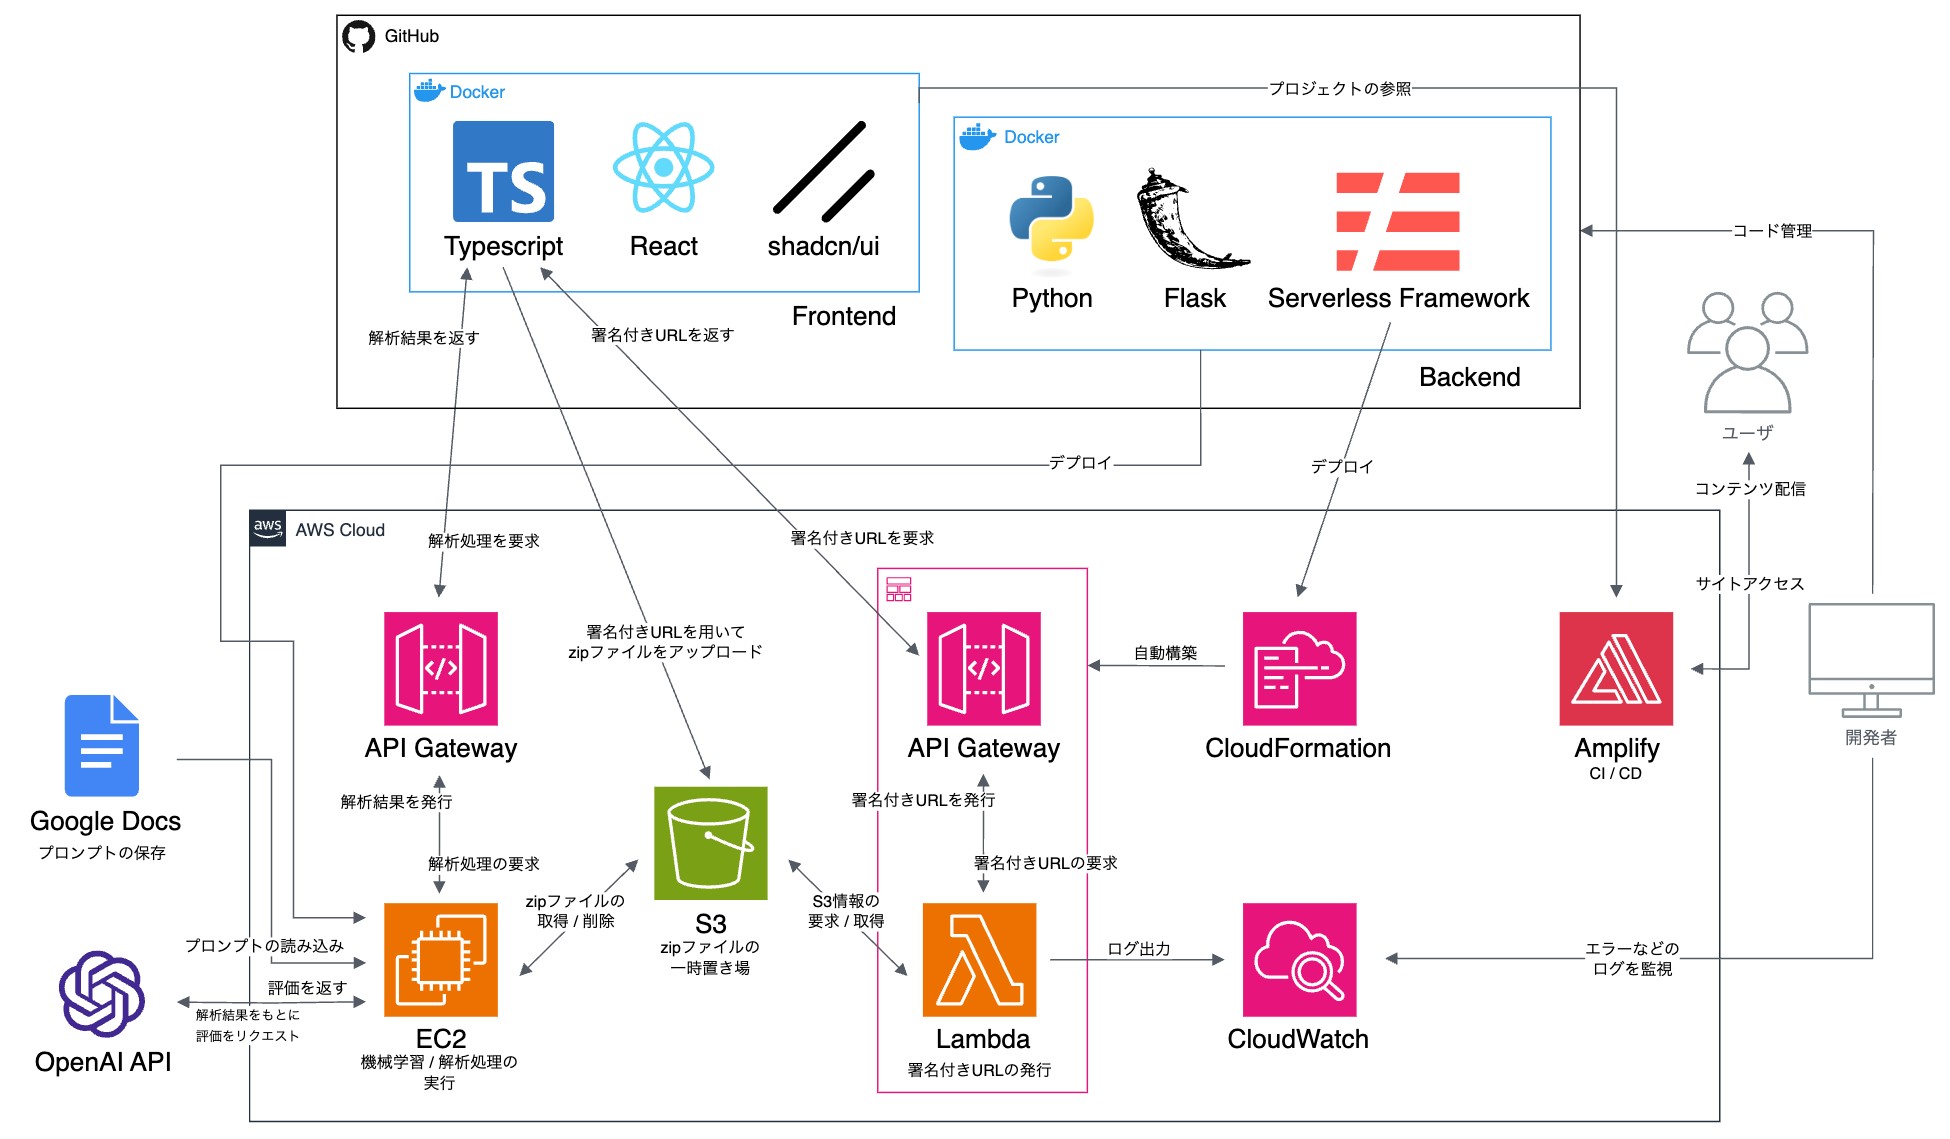 GitHub
Docker
プロジェクトの参照
TS
Typescript
React
shadcn/ui
Frontend
Docker
Python
Flask
Serverless Framework
Backend
コード管理
解析結果を返す
署名付きURLを返す
ユーザ
デプロイ
デプロイ
コンテンツ配信
aws
AWS Cloud
解析処理を要求
署名付きURLを要求
サイトアクセス
署名付きURLを用いて
zipファイルをアップロード
自動構築
API Gateway
API Gateway
CloudFormation
Amplify
CI / CD
開発者
Google Docs
プロンプトの保存
解析結果を発行
署名付きURLを発行
解析処理の要求
署名付きURLの要求
zipファイルの
取得 / 削除
S3情報の
要求 / 取得
S3
zipファイルの
一時置き場
プロンプトの読み込み
ログ出力
エラーなどの
ログを監視
評価を返す
解析結果をもとに
評価をリクエスト
OpenAI API
EC2
機械学習 / 解析処理の
実行
Lambda
署名付きURLの発行
CloudWatch